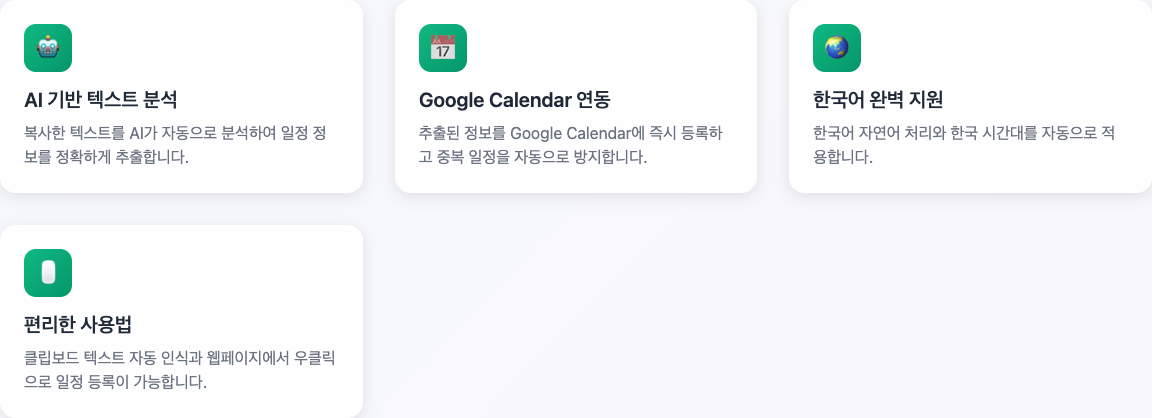 AI 기반 텍스트 분석
복사한 텍스트를 AI가 자동으로 분석하여 일정 정
보를 정확하게 추출합니다.
17
Google Calendar 연동
추출된 정보를 Google Calendar에 즉시 등록하
고 중복 일정을 자동으로 방지합니다.
한국어 완벽 지원
한국어 자연어 처리와 한국 시간대를 자동으로 적
용합니다.
편리한 사용법
클립보드 텍스트 자동 인식과 웹페이지에서 우클릭
으로 일정 등록이 가능합니다.